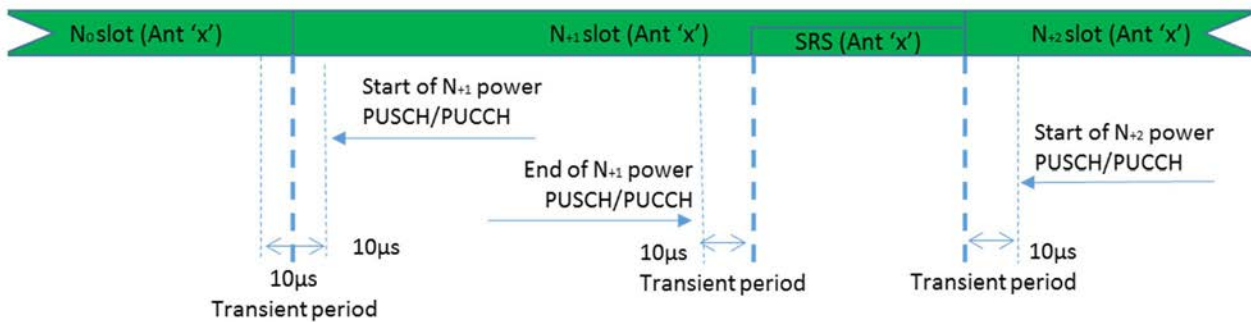 N₀ slot (Ant ‘x’)
N₊₁ slot (Ant ‘x’)
SRS (Ant ‘x’)
N₊₂ slot (Ant ‘x’)
Start of N₊₁ power
PUSCH/PUCCH
Start of N₊₂ power
PUSCH/PUCCH
End of N₊₁ power
PUSCH/PUCCH
10µs
10µs
Transient period
10µs
Transient period
10µs
Transient period